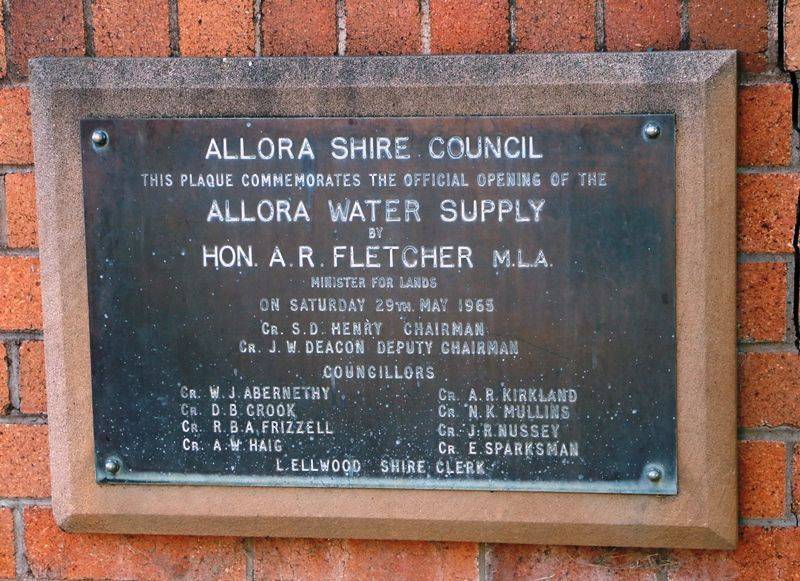 ALLORA SHIRE COUNCIL
THIS PLAQUE COMMEMORATES THE OFFICIAL OPENING OF THE
ALLORA WATER SUPPLY
BY
HON. A.R. FLETCHER M.L.A.
MINISTER FOR LANDS
ON SATURDAY 29TH. MAY 1965
CR. S.D. HENRY CHAIRMAN
CR. J.W. DEACON DEPUTY CHAIRMAN
COUNCILLORS
CR. W.J. ABERNETHY CR. A.R. KIRKLAND
CR. D.B. CROOK CR. N.K. MULLINS
CR. R.B.A. FRIZZELL CR. J.R. NUSSEY
CR. A.W. HAIG CR. E. SPARKSMAN
L. ELLWOOD SHIRE CLERK